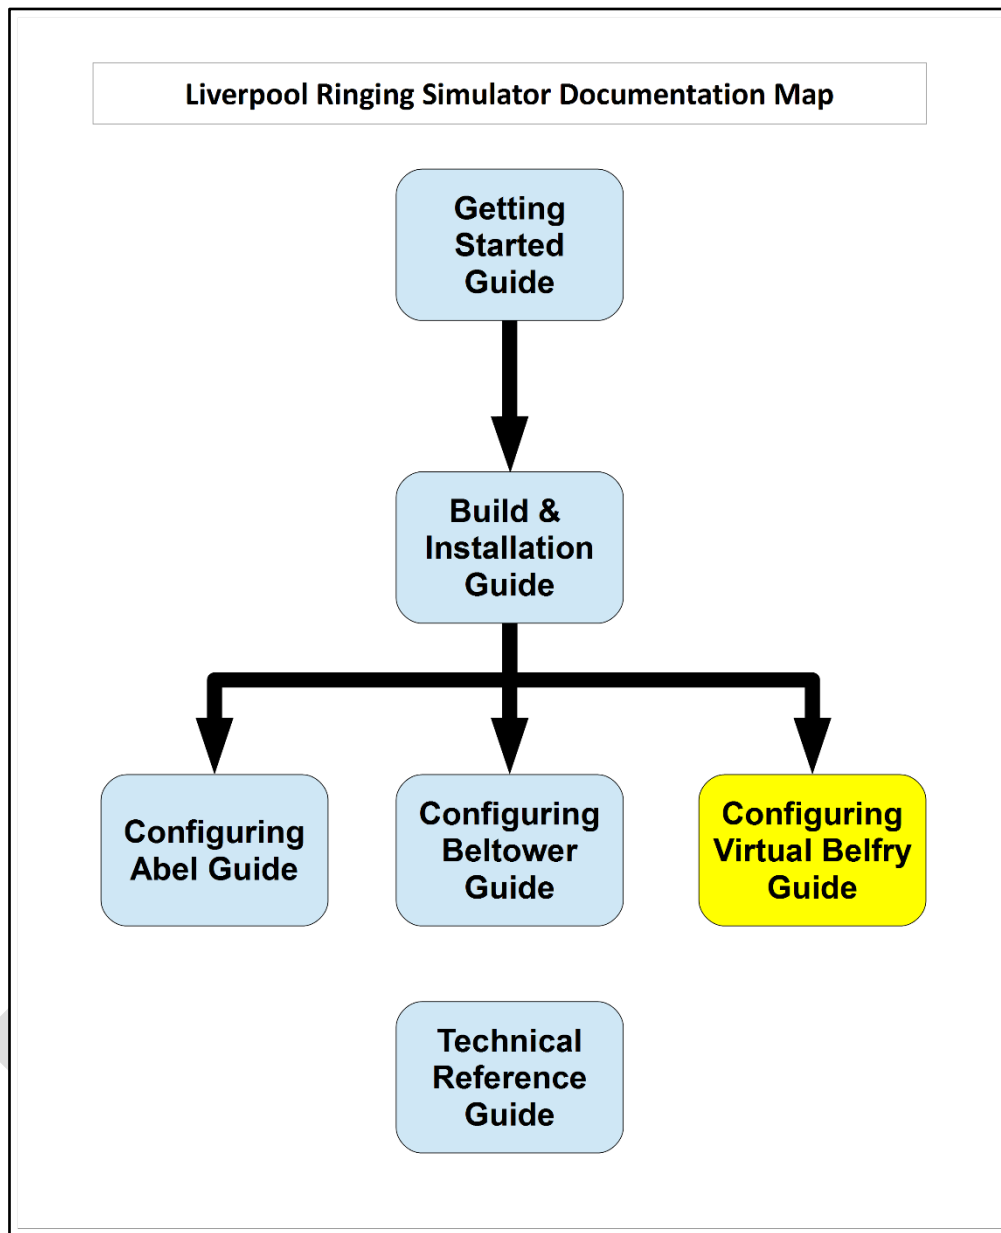 Liverpool Ringing Simulator Documentation Map
Getting
Started
Guide
Build &
Installation
Guide
Configuring
Abel Guide
Configuring
Beltower
Guide
Configuring
Virtual Belfry
Guide
Technical
Reference
Guide